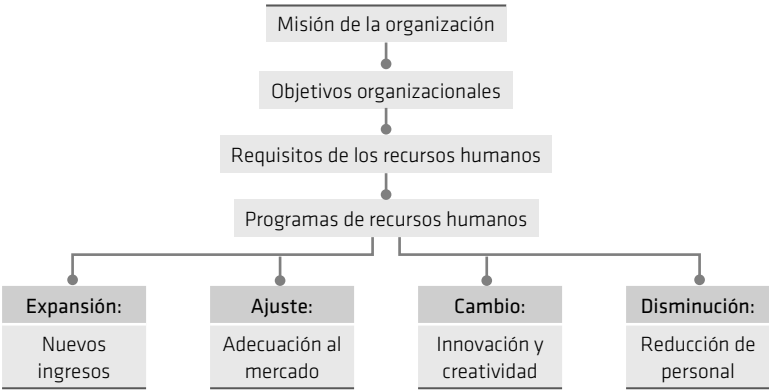 Misión de la organización
Objetivos organizacionales
Requisitos de los recursos humanos
Programas de recursos humanos
Expansión:
Nuevos
ingresos
Ajuste:
Adecuación al
mercado
Cambio:
Innovación y
creatividad
Disminución:
Reducción de
personal